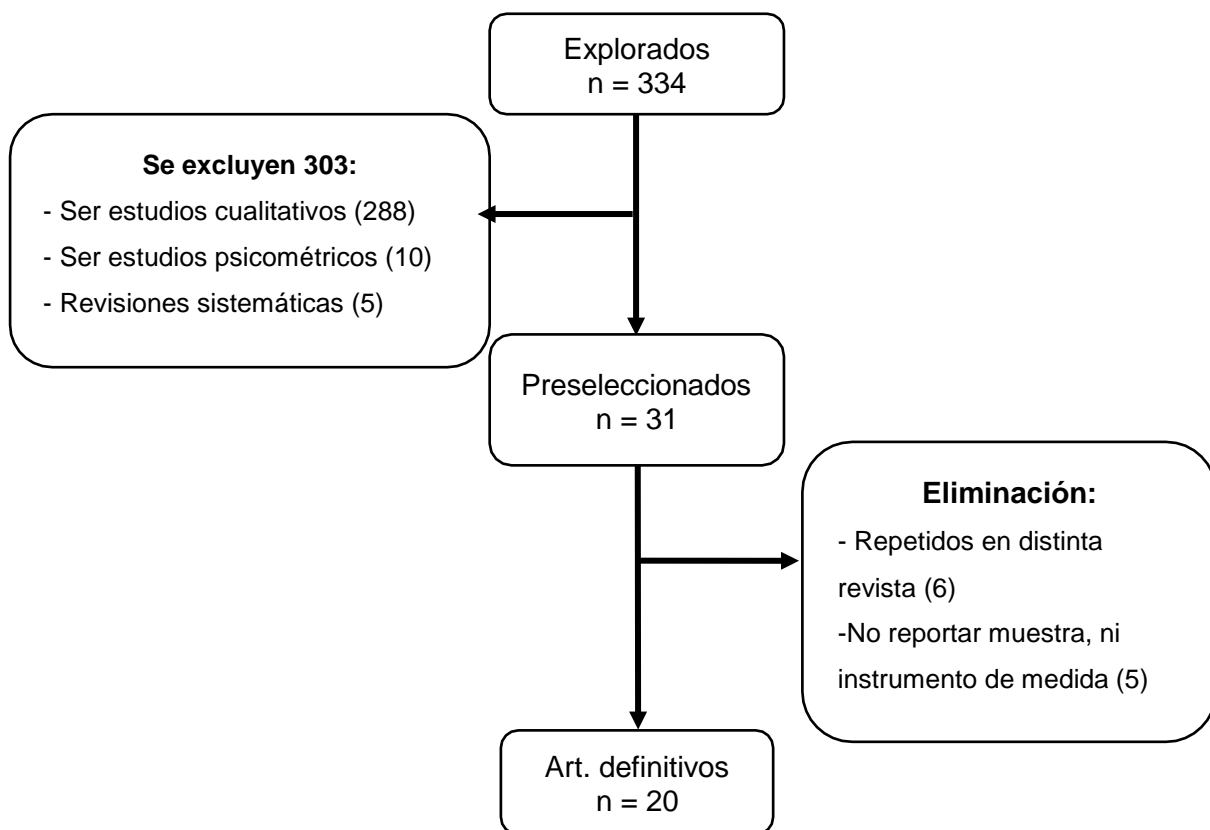 Explorados
n = 334
Se excluyen 303:
- Ser estudios cualitativos (288)
- Ser estudios psicométricos (10)
- Revisiones sistemáticas (5)
Preseleccionados
n = 31
Eliminación:
- Repetidos en distinta
revista (6)
-No reportar muestra, ni
instrumento de medida (5)
Art. definitivos
n = 20